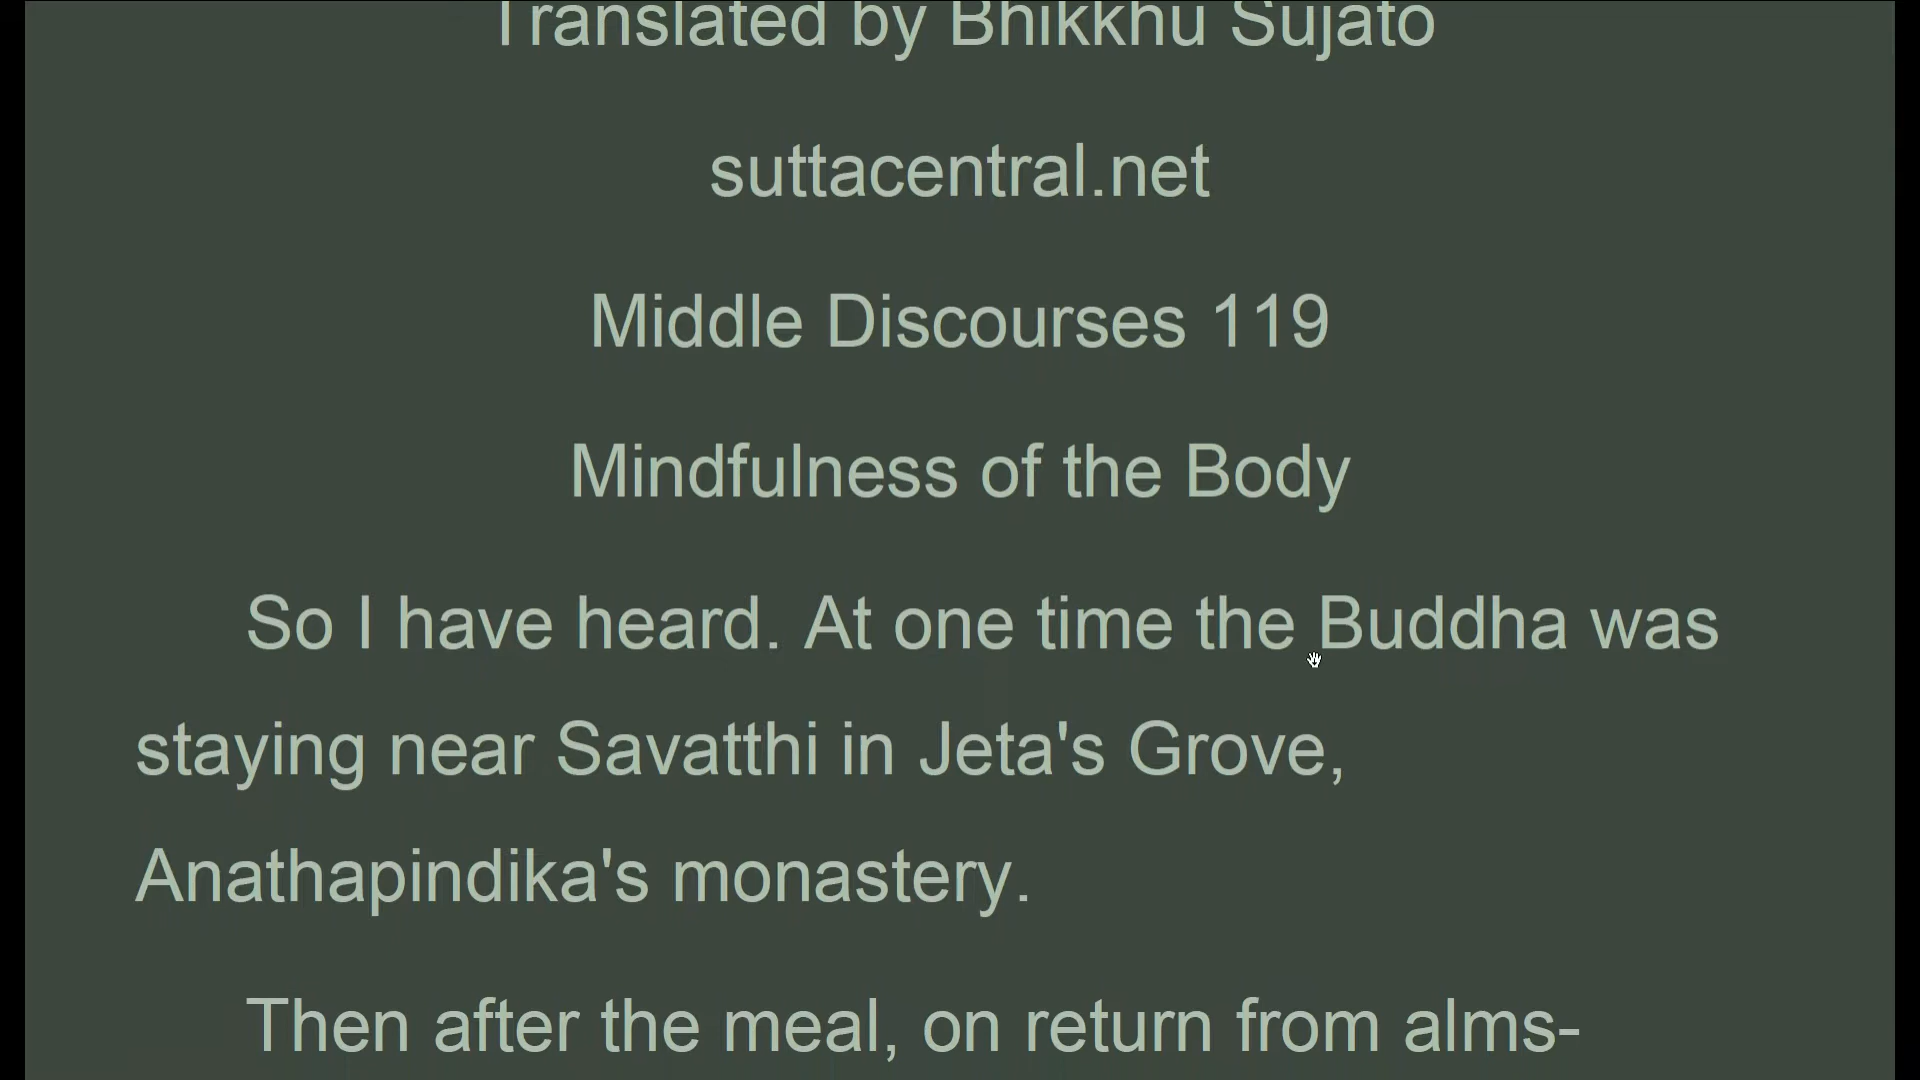 Translated by Bhikkhu Sujato
suttacentral.net
Middle Discourses 119
Mindfulness of the Body
So I have heard. At one time the Buddha was
staying near Savatthi in Jeta's Grove,
Anathapindika's monastery.
Then after the meal, on return from alms-